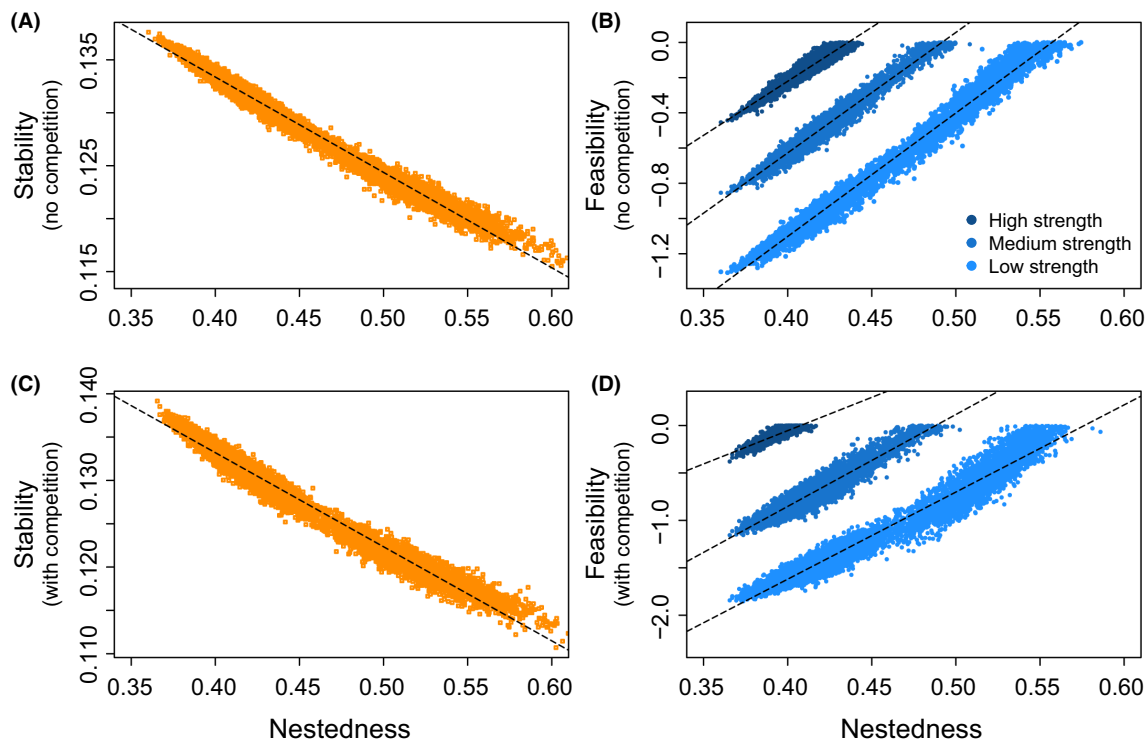 (A)
Stability
(no competition)
0.135
0.125
0.115
0.35 0.40 0.45 0.50 0.55 0.60
(B)
Feasibility
(no competition)
0.0
−0.4
−0.8
−1.2
High strength
Medium strength
Low strength
0.35 0.40 0.45 0.50 0.55 0.60
(C)
Stability
(with competition)
0.140
0.130
0.120
0.110
0.35 0.40 0.45 0.50 0.55 0.60
Nestedness
(D)
Feasibility
(with competition)
0.0
−1.0
−2.0
0.35 0.40 0.45 0.50 0.55 0.60
Nestedness